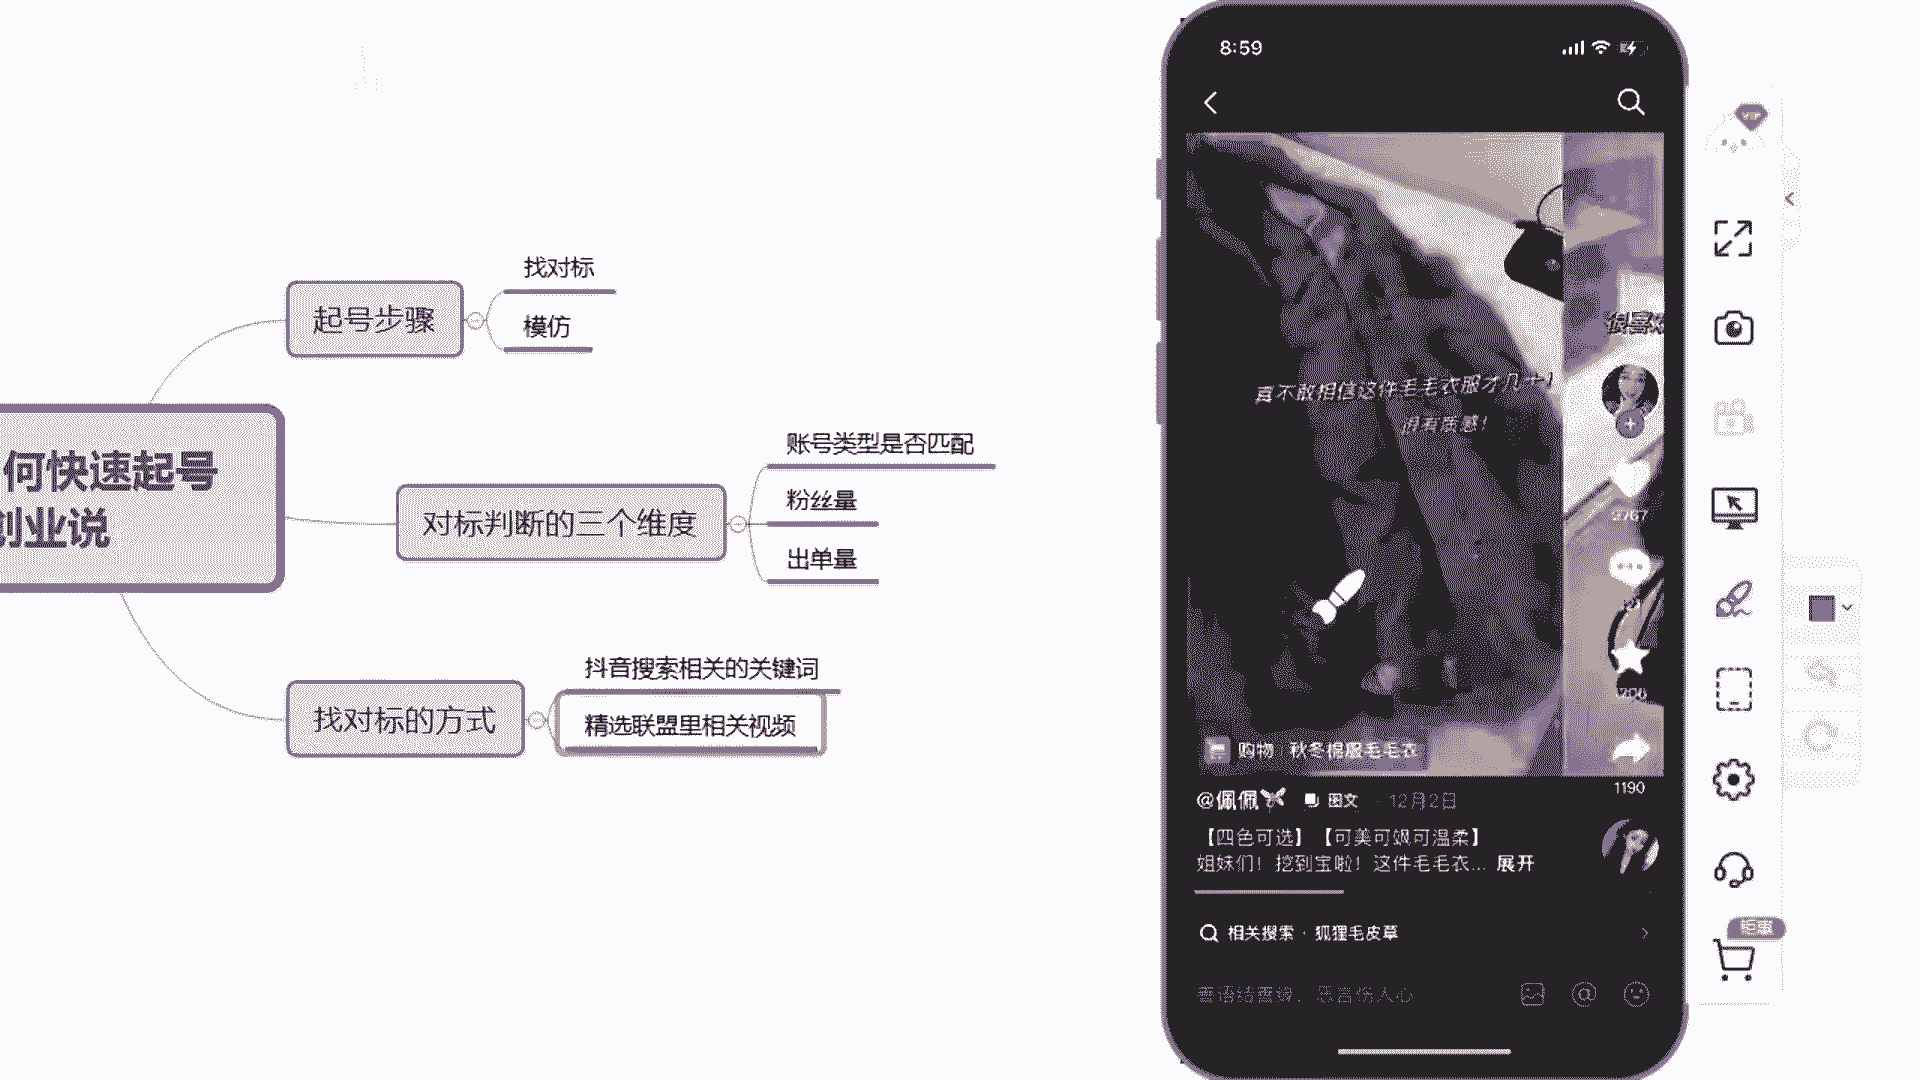 何快速起号
创业说
起号步骤
找对标
模仿
对标判断的三个维度
账号类型是否匹配
粉丝量
出单量
找对标的方式
抖音搜索相关的关键词
精选联盟里相关视频
8:59
真不敢相信这件毛毛衣服才几十！
很有质感！
2767
1206
1190
购物
秋冬棉服毛毛衣
@佩佩
图文 · 12月2日
【四色可选】【可美可飒可温柔】
姐妹们！挖到宝啦！这件毛毛衣... 展开
相关搜索 · 狐狸毛皮草
善语结善缘，恶言伤人心
VIP